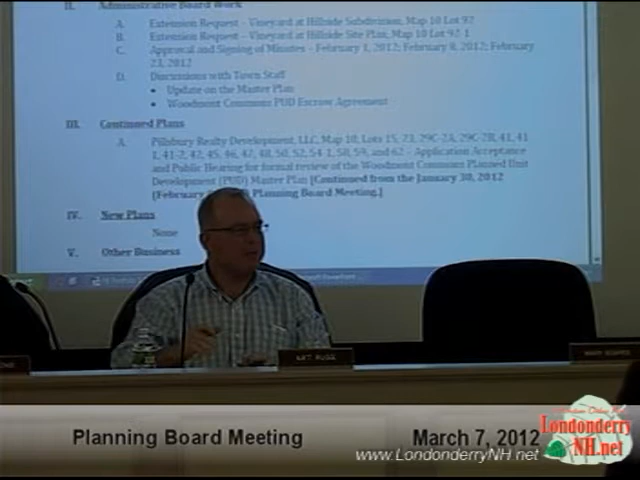 II. Administrative Board Work
A. Extension Request - Vineyard at Hillside Subdivision, Map 10 Lot 92
B. Extension Request - Vineyard at Hillside Site Plan, Map 10 Lot 92-1
C. Approval and Signing of Minutes - February 1, 2012; February 8, 2012; February
23, 2012
D. Discussions with Town Staff
• Update on the Master Plan
• Woodmont Commons PUD Escrow Agreement
III. Continued Plans
A. Pillsbury Realty Development, LLC, Map 10; Lots 15, 23, 29C-2A, 29C-2B, 41, 41
1, 41-2, 42, 45, 46, 47, 48, 50, 52, 54-1, 58, 59, and 62 - Application Acceptance
and Public Hearing for formal review of the Woodmont Commons Planned Unit
Development (PUD) Master Plan [Continued from the January 30, 2012
(February Planning Board Meeting.]
IV. New Plans
None
V. Other Business
ART RUGG
Planning Board Meeting March 7, 2012
Londonderry
NH.net
www.LondonderryNH.net